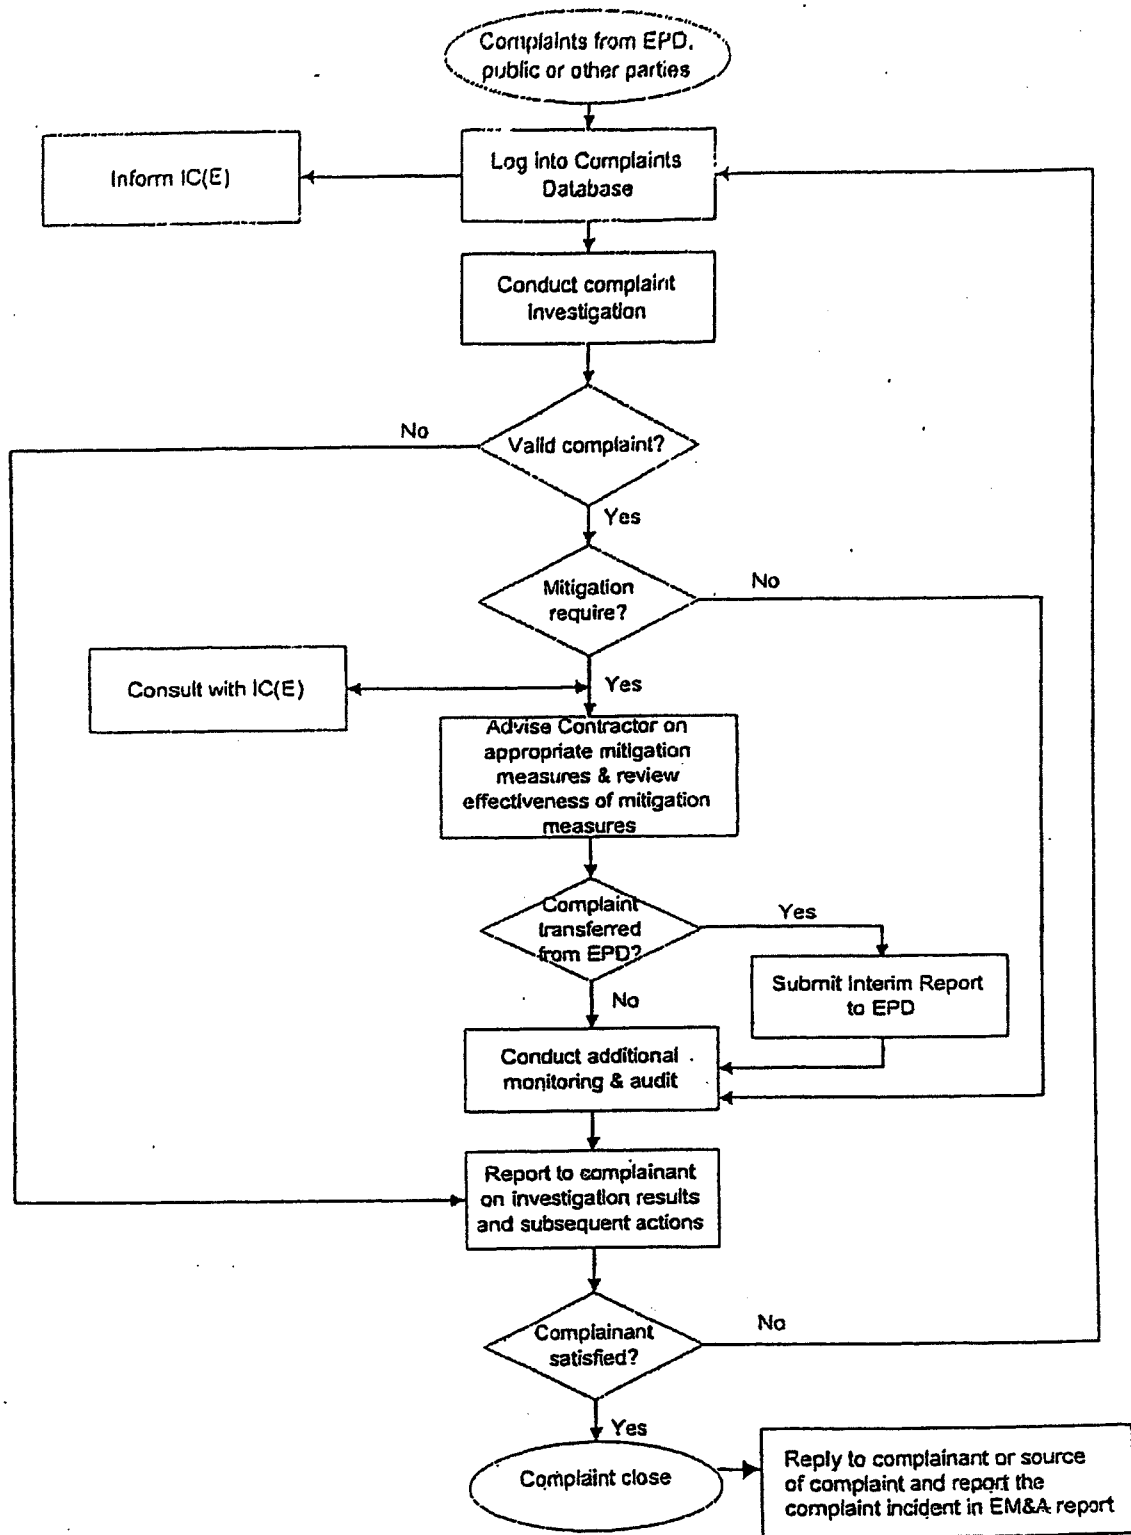 Complaints from EPD,
public or other parties
Inform IC(E)
Log into Complaints
Database
Conduct complaint
Investigation
No
Valid complaint?
Yes
Mitigation
require?
No
Consult with IC(E)
Yes
Advise Contractor on
appropriate mitigation
measures & review
effectiveness of mitigation
measures
Complaint
transferred
from EPD?
Yes
Submit Interim Report
to EPD
No
Conduct additional
monitoring & audit
Report to complainant
on investigation results
and subsequent actions
Complainant
satisfied?
No
Yes
Complaint close
Reply to complainant or source
of complaint and report the
complaint incident in EM&A report